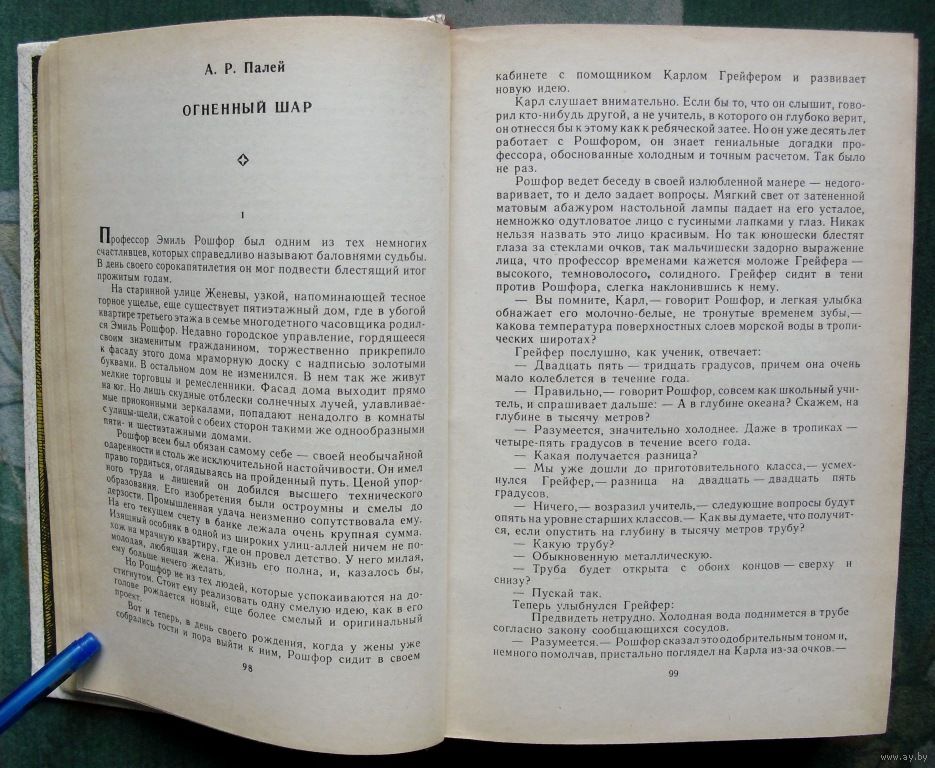 А. Р. Палей
ОГНЕННЫЙ ШАР
I
Профессор Эмиль Рошфор был одним из тех немногих
счастливцев, которых справедливо называют баловнями судьбы.
В день своего сорокапятилетия он мог подвести блестящий итог
прожитым годам.
На старинной улице Женевы, узкой, напоминающей тесное
горное ущелье, еще существует пятиэтажный дом, где в убогой
квартире третьего этажа в семье многодетного часовщика родил-
ся Эмиль Рошфор. Недавно городское управление, гордящееся
своим знаменитым гражданином, торжественно прикрепило
к фасаду этого дома мраморную доску с надписью золотыми
буквами. В остальном дом не изменился. В нем так же живут
мелкие торговцы и ремесленники. Фасад дома выходит прямо
на юг. Но лишь скудные отблески солнечных лучей, улавливае-
мые приоконными зеркалами, попадают ненадолго в комнаты
с улицы-щели, сжатой с обеих сторон такими же однообразными
пяти- и шестиэтажными домами.
Рошфор всем был обязан самому себе — своей необычайной
одаренности и столь же исключительной настойчивости. Он имел
право гордиться, оглядываясь на пройденный путь. Ценой упор-
ного труда и лишений он добился высшего технического
образования. Его изобретения были остроумны и смелы до
дерзости. Промышленная удача неизменно сопутствовала ему.
На его текущем счету в банке лежала очень крупная сумма.
Изящный особняк в одной из широких улиц-аллей ничем не по-
хож на мрачную квартиру, где он провел детство. У него милая,
молодая, любящая жена. Жизнь его полна, и, казалось бы,
ему больше нечего желать.
Но Рошфор не из тех людей, которые успокаиваются на до-
стигнутом. Стоит ему реализовать одну смелую идею, как в его
голове рождается новый, еще более смелый и оригинальный
проект.
Вот и теперь, в день своего рождения, когда у жены уже
собрались гости и пора выйти к ним, Рошфор сидит в своем
98
кабинете с помощником Карлом Грейфером и развивает
новую идею.
Карл слушает внимательно. Если бы то, что он слышит, гово-
рил кто-нибудь другой, а не учитель, в которого он глубоко верит,
он отнесся бы к этому как к ребяческой затее. Но он уже десять лет
работает с Рошфором, он знает гениальные догадки про-
фессора, обоснованные холодным и точным расчетом. Так было
не раз.
Рошфор ведет беседу в своей излюбленной манере — недого-
варивает, то и дело задает вопросы. Мягкий свет от затененной
матовым абажуром настольной лампы падает на его усталое,
немножко одутловатое лицо с гусиными лапками у глаз. Никак
нельзя назвать это лицо красивым. Но так юношески блестят
глаза за стеклами очков, так мальчишески задорно выражение
лица, что профессор временами кажется моложе Грейфера —
высокого, темноволосого, солидного. Грейфер сидит в тени
против Рошфора, слегка наклонившись к нему.
— Вы помните, Карл,— говорит Рошфор, и легкая улыбка
обнажает его молочно-белые, не тронутые временем зубы,—
какова температура поверхностных слоев морской воды в тропи-
ческих широтах?
Грейфер послушно, как ученик, отвечает:
— Двадцать пять — тридцать градусов, причем она очень
мало колеблется в течение года.
— Правильно,— говорит Рошфор, совсем как школьный учи-
тель, и спрашивает дальше: — А в глубине океана? Скажем, на
глубине в тысячу метров?
— Разумеется, значительно холоднее. Даже в тропиках —
четыре-пять градусов в течение всего года.
— Какая получается разница?
— Мы уже дошли до приготовительного класса,— усмех-
нулся Грейфер,— разница на двадцать — двадцать пять
градусов.
— Ничего,— возразил учитель,— следующие вопросы будут
опять на уровне старших классов.— Как вы думаете, что получит-
ся, если опустить на глубину в тысячу метров трубу?
— Какую трубу?
— Обыкновенную металлическую.
— Труба будет открыта с обоих концов — сверху и
снизу?
— Пускай так.
Теперь улыбнулся Грейфер:
Предвидеть нетрудно. Холодная вода поднимется в трубе
согласно закону сообщающихся сосудов.
— Разумеется.— Рошфор сказал это одобрительным тоном и,
немного помолчав, пристально поглядел на Карла из-за очков.—
99
www.ay.by